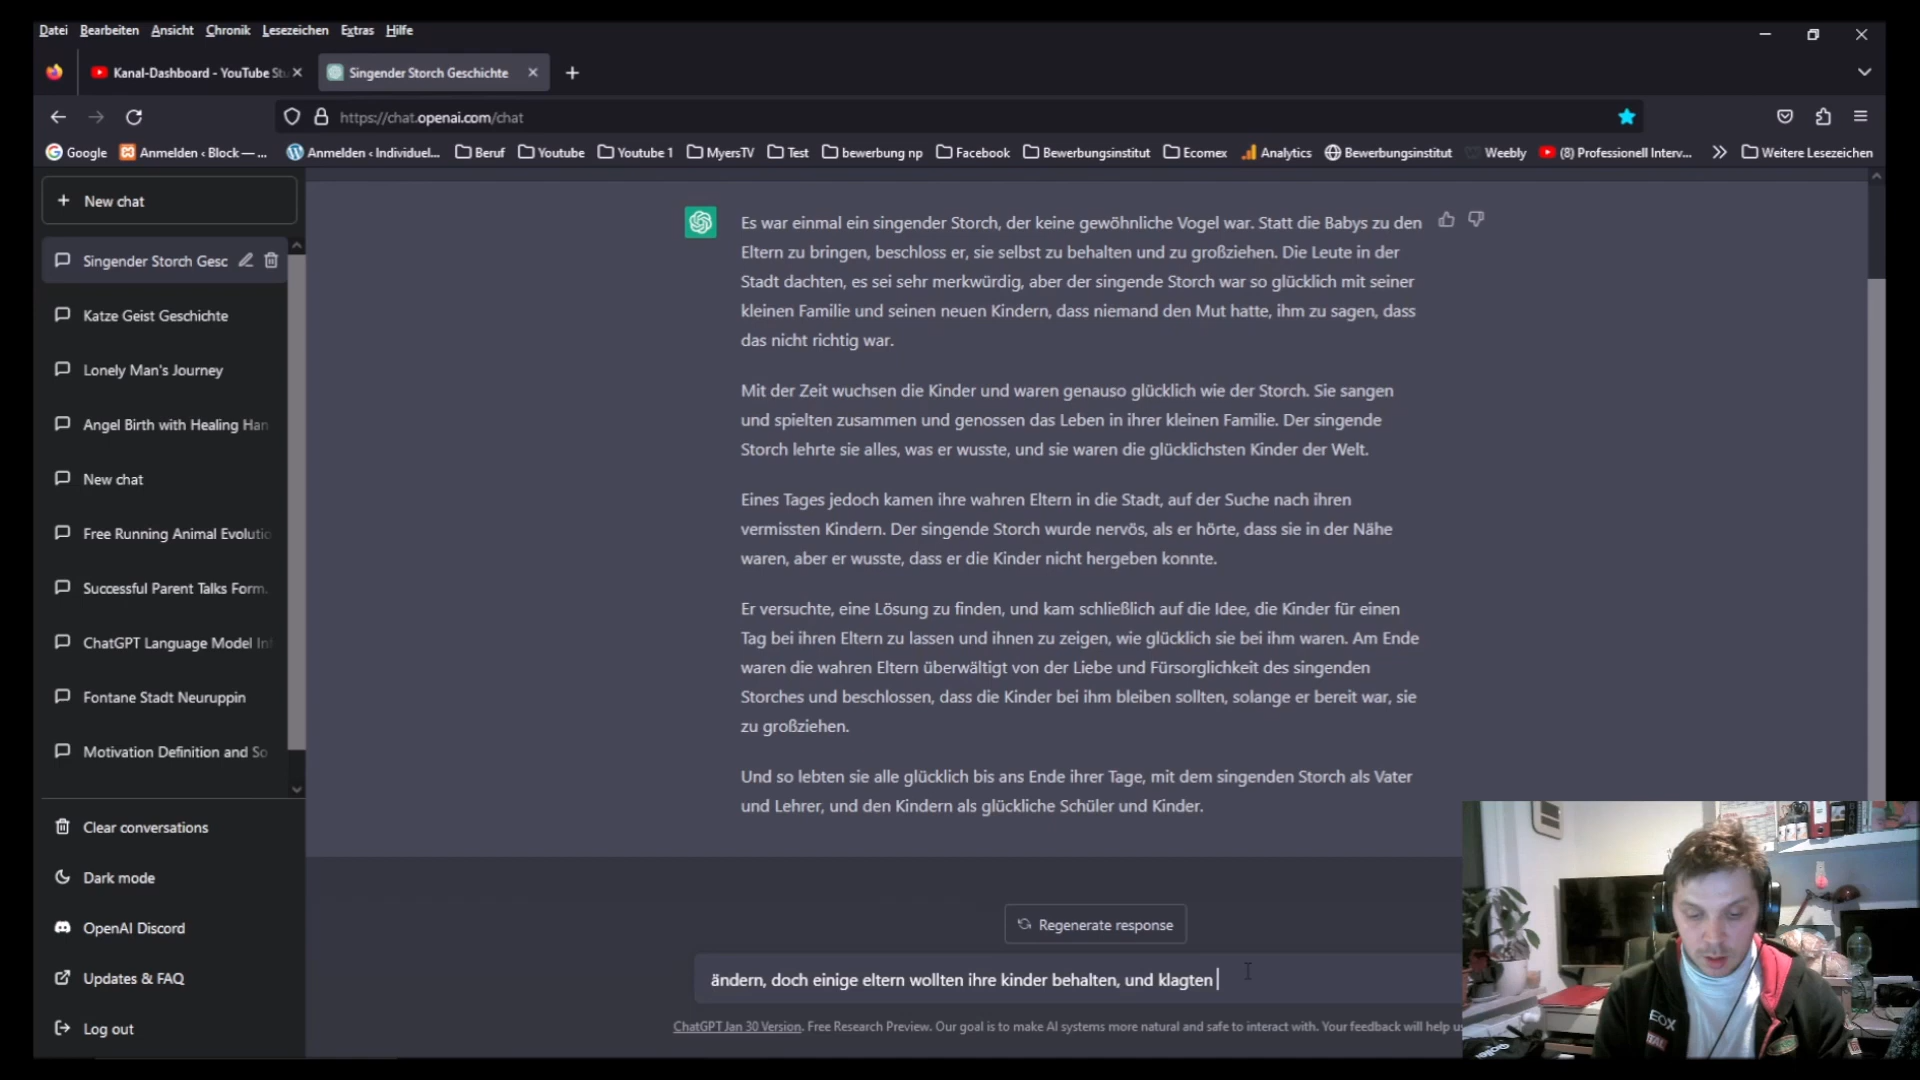 Datei Bearbeiten Ansicht Chronik Lesezeichen Extras Hilfe
Kanal-Dashboard - YouTube Stu
Singender Storch Geschichte
https://chat.openai.com/chat
Google
Anmelden ‹ Block — ...
Anmelden ‹ Individuel...
Beruf
Youtube
Youtube 1
MyersTV
Test
bewerbung np
Facebook
Bewerbungsinstitut
Ecomex
Analytics
Bewerbungsinstitut
Weebly
(8) Professionell Interv...
Weitere Lesezeichen
New chat
Singender Storch Gesc
Katze Geist Geschichte
Lonely Man's Journey
Angel Birth with Healing Han
New chat
Free Running Animal Evolutio
Successful Parent Talks Form.
ChatGPT Language Model In
Fontane Stadt Neuruppin
Motivation Definition and So
Clear conversations
Dark mode
OpenAI Discord
Updates & FAQ
Log out
Es war einmal ein singender Storch, der keine gewöhnliche Vogel war. Statt die Babys zu den
Eltern zu bringen, beschloss er, sie selbst zu behalten und zu großziehen. Die Leute in der
Stadt dachten, es sei sehr merkwürdig, aber der singende Storch war so glücklich mit seiner
kleinen Familie und seinen neuen Kindern, dass niemand den Mut hatte, ihm zu sagen, dass
das nicht richtig war.
Mit der Zeit wuchsen die Kinder und waren genauso glücklich wie der Storch. Sie sangen
und spielten zusammen und genossen das Leben in ihrer kleinen Familie. Der singende
Storch lehrte sie alles, was er wusste, und sie waren die glücklichsten Kinder der Welt.
Eines Tages jedoch kamen ihre wahren Eltern in die Stadt, auf der Suche nach ihren
vermissten Kindern. Der singende Storch wurde nervös, als er hörte, dass sie in der Nähe
waren, aber er wusste, dass er die Kinder nicht hergeben konnte.
Er versuchte, eine Lösung zu finden, und kam schließlich auf die Idee, die Kinder für einen
Tag bei ihren Eltern zu lassen und ihnen zu zeigen, wie glücklich sie bei ihm waren. Am Ende
waren die wahren Eltern überwältigt von der Liebe und Fürsorglichkeit des singenden
Storches und beschlossen, dass die Kinder bei ihm bleiben sollten, solange er bereit war, sie
zu großziehen.
Und so lebten sie alle glücklich bis ans Ende ihrer Tage, mit dem singenden Storch als Vater
und Lehrer, und den Kindern als glückliche Schüler und Kinder.
Regenerate response
ändern, doch einige eltern wollten ihre kinder behalten, und klagten
ChatGPT Jan 30 Version. Free Research Preview. Our goal is to make AI systems more natural and safe to interact with. Your feedback will help us